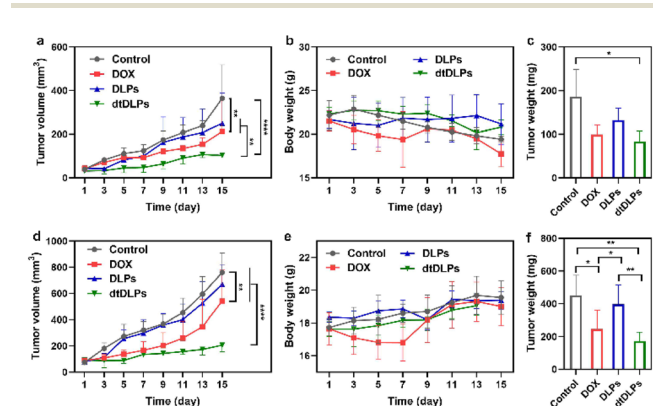 a
Tumor volume (mm³)
600
400
200
0
Control
DOX
DLPs
dtDLPs
**
**
****
1 3 5 7 9 11 13 15
Time (day)
b
Body weight (g)
30
25
20
15
10
Control
DLPs
DOX
dtDLPs
1 3 5 7 9 11 13 15
Time (day)
c
Tumor weight (mg)
300
200
100
0
*
Control
DOX
DLPs
dtDLPs
d
Tumor volume (mm³)
1000
800
600
400
200
0
Control
DOX
DLPs
dtDLPs
**
****
1 3 5 7 9 11 13 15
Time (day)
e
Body weight (g)
22
20
18
16
14
Control
DLPs
DOX
dtDLPs
1 3 5 7 9 11 13 15
Time (day)
f
Tumor weight (mg)
800
600
400
200
0
**
*
*
**
Control
DOX
DLPs
dtDLPs